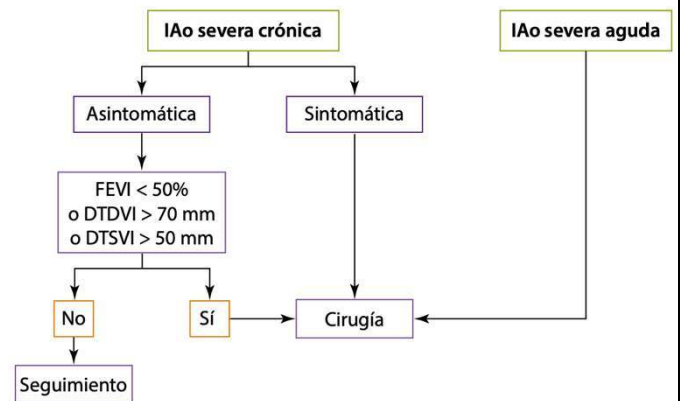 IAo severa crónica
IAo severa aguda
Asintomática
Sintomática
FEVI < 50%
o DTDVI > 70 mm
o DTSVI > 50 mm
No
Sí
Cirugía
Seguimiento